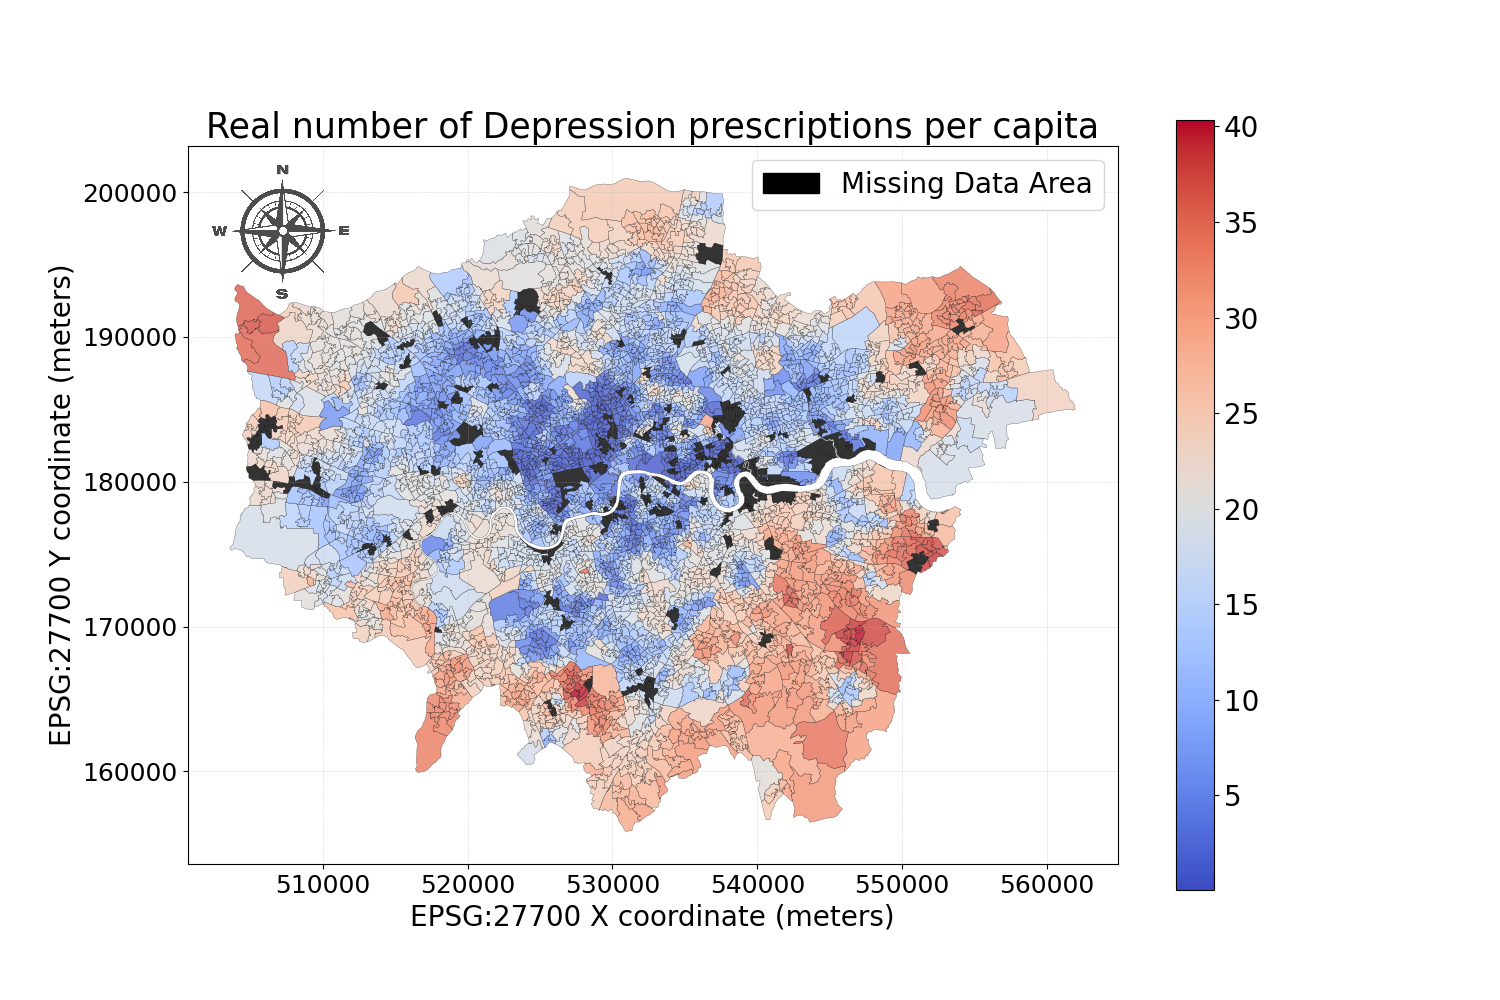 Real number of Depression prescriptions per capita
N
W
E
S
Missing Data Area
EPSG:27700 Y coordinate (meters)
200000
190000
180000
170000
160000
510000
520000
530000
540000
550000
560000
EPSG:27700 X coordinate (meters)
40
35
30
25
20
15
10
5